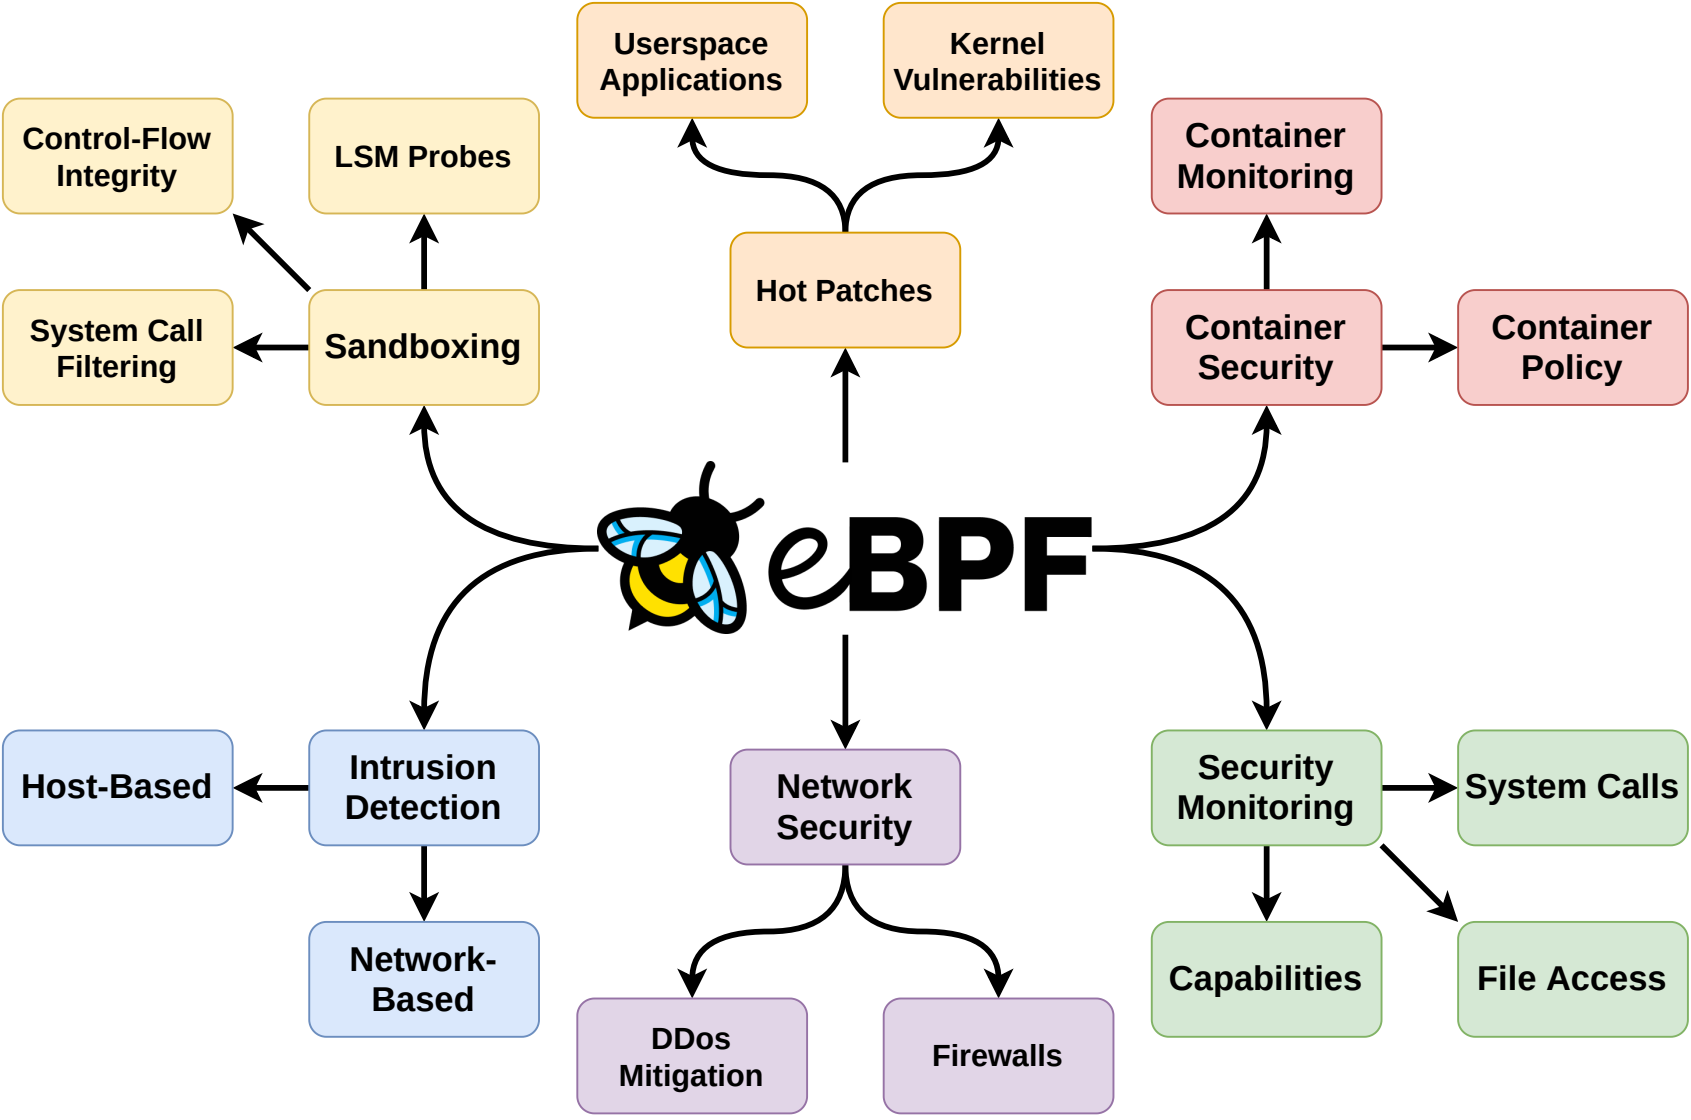 Userspace
Applications
Kernel
Vulnerabilities
Control-Flow
Integrity
LSM Probes
Container
Monitoring
Hot Patches
System Call
Filtering
Sandboxing
Container
Security
Container
Policy
eBPF
Host-Based
Intrusion
Detection
Network
Security
Security
Monitoring
System Calls
Network-
Based
Capabilities
File Access
DDos
Mitigation
Firewalls